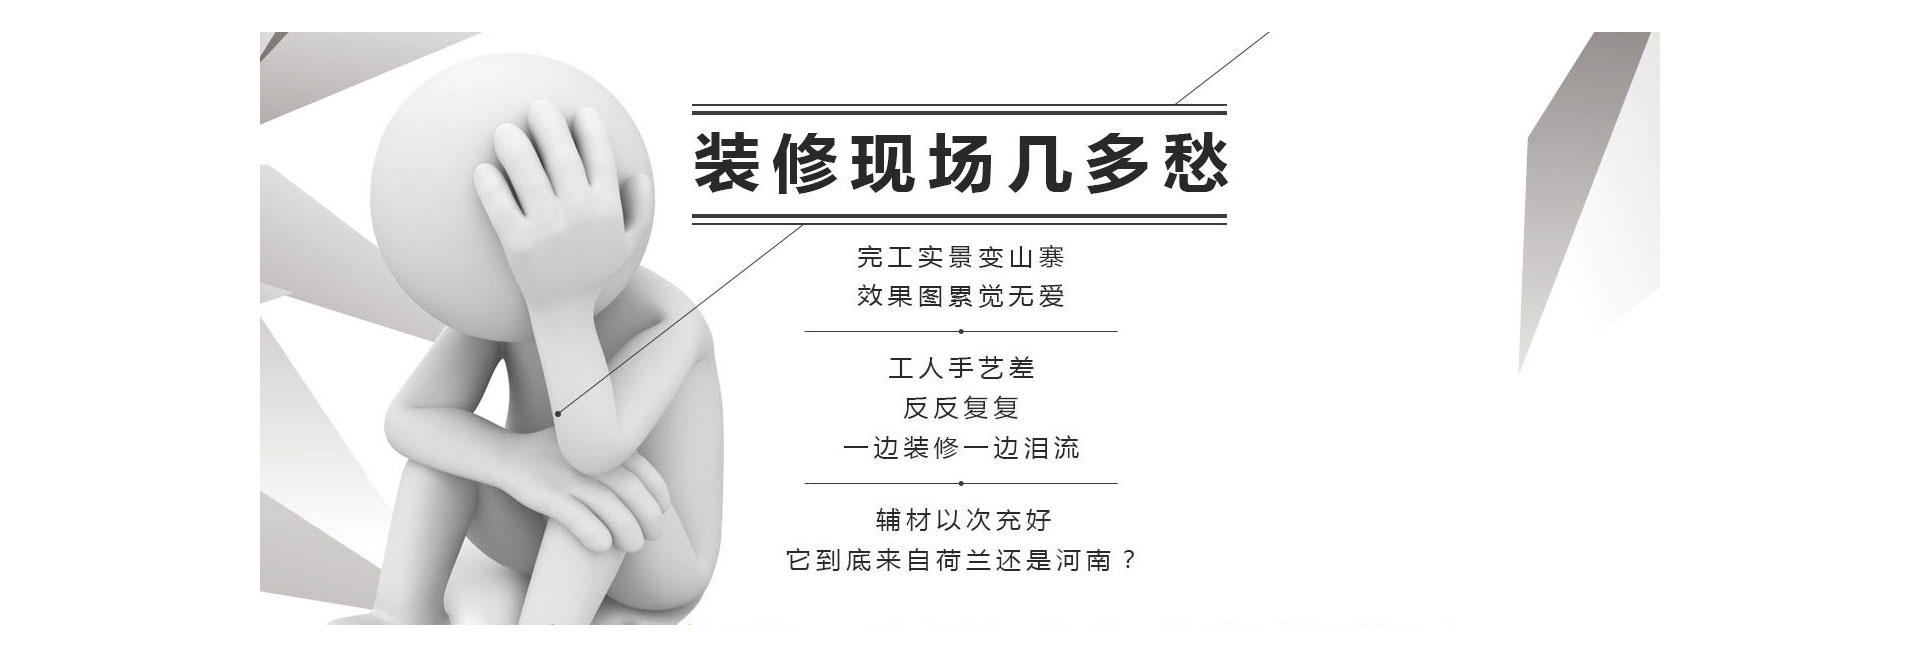 装修现场几多愁
完工实景变山寨
效果图累觉无爱
工人手艺差
反反复复
一边装修一边泪流
辅材以次充好
它到底来自荷兰还是河南？